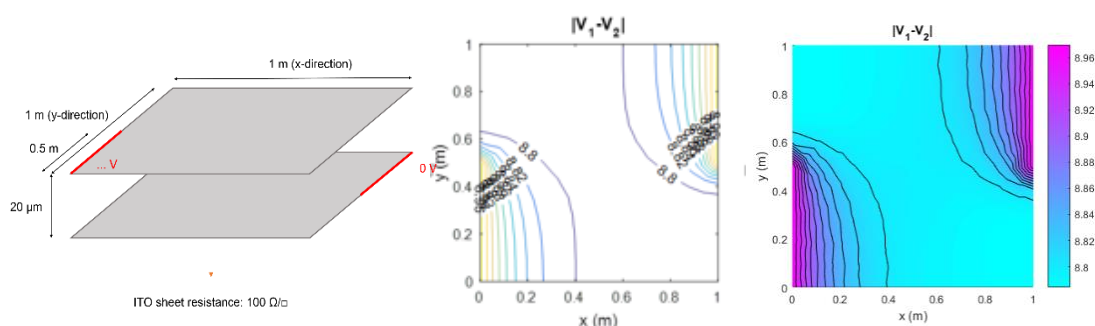 1 m (x-direction)
1 m (y-direction)
0.5 m
... V
0 V
20 µm
ITO sheet resistance: 100 Ω/□
|V₁-V₂|
1
0.8
0.6
0.4
0.2
0
y (m)
8.8
8.8
0 0.2 0.4 0.6 0.8 1
x (m)
|V₁-V₂|
1
0.8
0.6
0.4
0.2
0
y (m)
0 0.2 0.4 0.6 0.8 1
x (m)
8.96
8.94
8.92
8.9
8.88
8.86
8.84
8.82
8.8